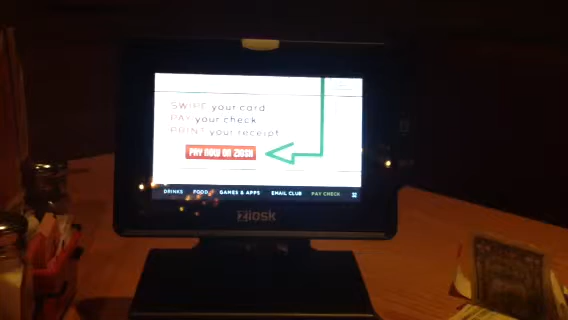 SWIPE your card
PAY your check
PRINT your receipt
PAY NOW ON ZIOSK
DRINKS FOOD GAMES & APPS EMAIL CLUB PAY CHECK
Ziosk